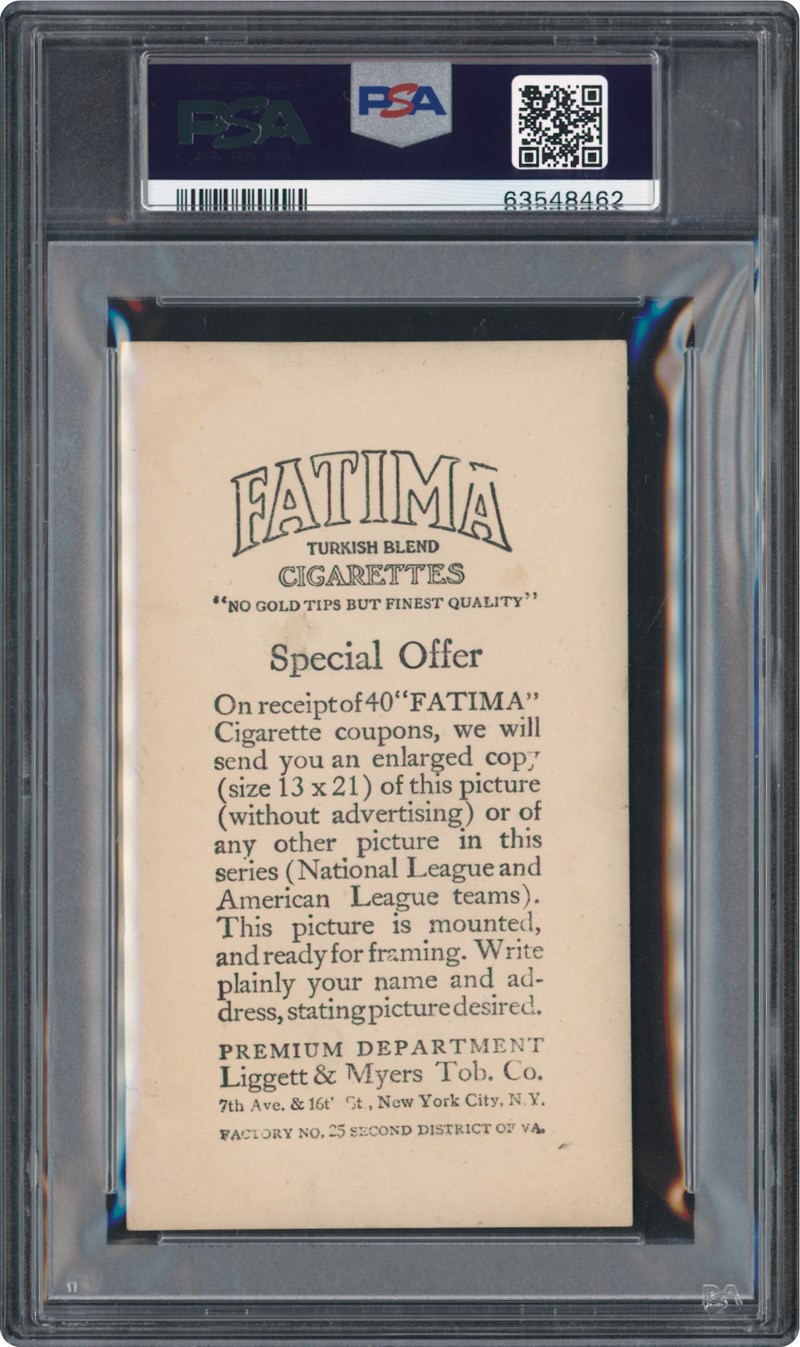 PSA
PSA
63548462
FATIMA
TURKISH BLEND
CIGARETTES
"NO GOLD TIPS BUT FINEST QUALITY"
Special Offer
On receipt of 40 "FATIMA"
Cigarette coupons, we will
send you an enlarged copy
(size 13 x 21) of this picture
(without advertising) or of
any other picture in this
series (National League and
American League teams).
This picture is mounted,
and ready for framing. Write
plainly your name and ad-
dress, stating picture desired.
PREMIUM DEPARTMENT
Liggett & Myers Tob. Co.
7th Ave. & 16t' St., New York City, N.Y.
FACTORY NO. 25 SECOND DISTRICT OF VA.
11
PSA